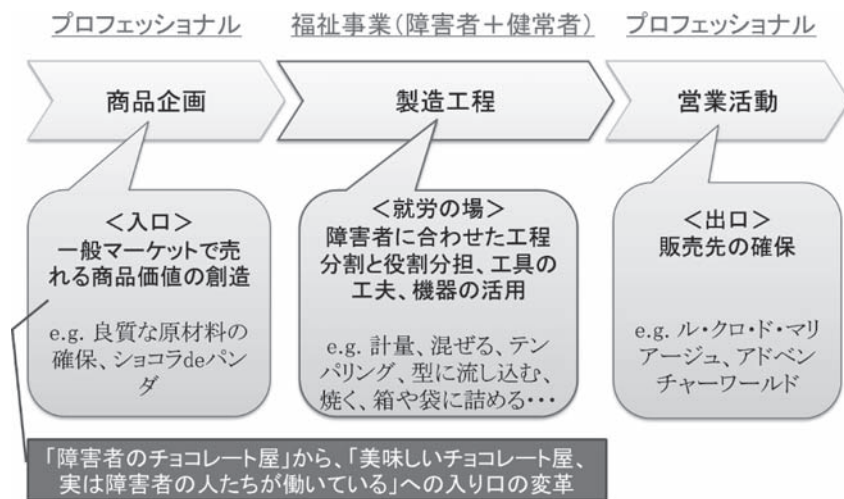 プロフェッショナル
福祉事業(障害者＋健常者)
プロフェッショナル
商品企画
製造工程
営業活動
＜入口＞
一般マーケットで売
れる商品価値の創造
e.g. 良質な原材料の
確保、ショコラdeパン
ダ
＜就労の場＞
障害者に合わせた工程
分割と役割分担、工具の
工夫、機器の活用
e.g. 計量、混ぜる、テン
パリング、型に流し込む、
焼く、箱や袋に詰める・・・
＜出口＞
販売先の確保
e.g. ル・クロ・ド・マリ
アージュ、アドベン
チャーワールド
「障害者のチョコレート屋」から、「美味しいチョコレート屋、
実は障害者の人たちが働いている」への入り口の変革